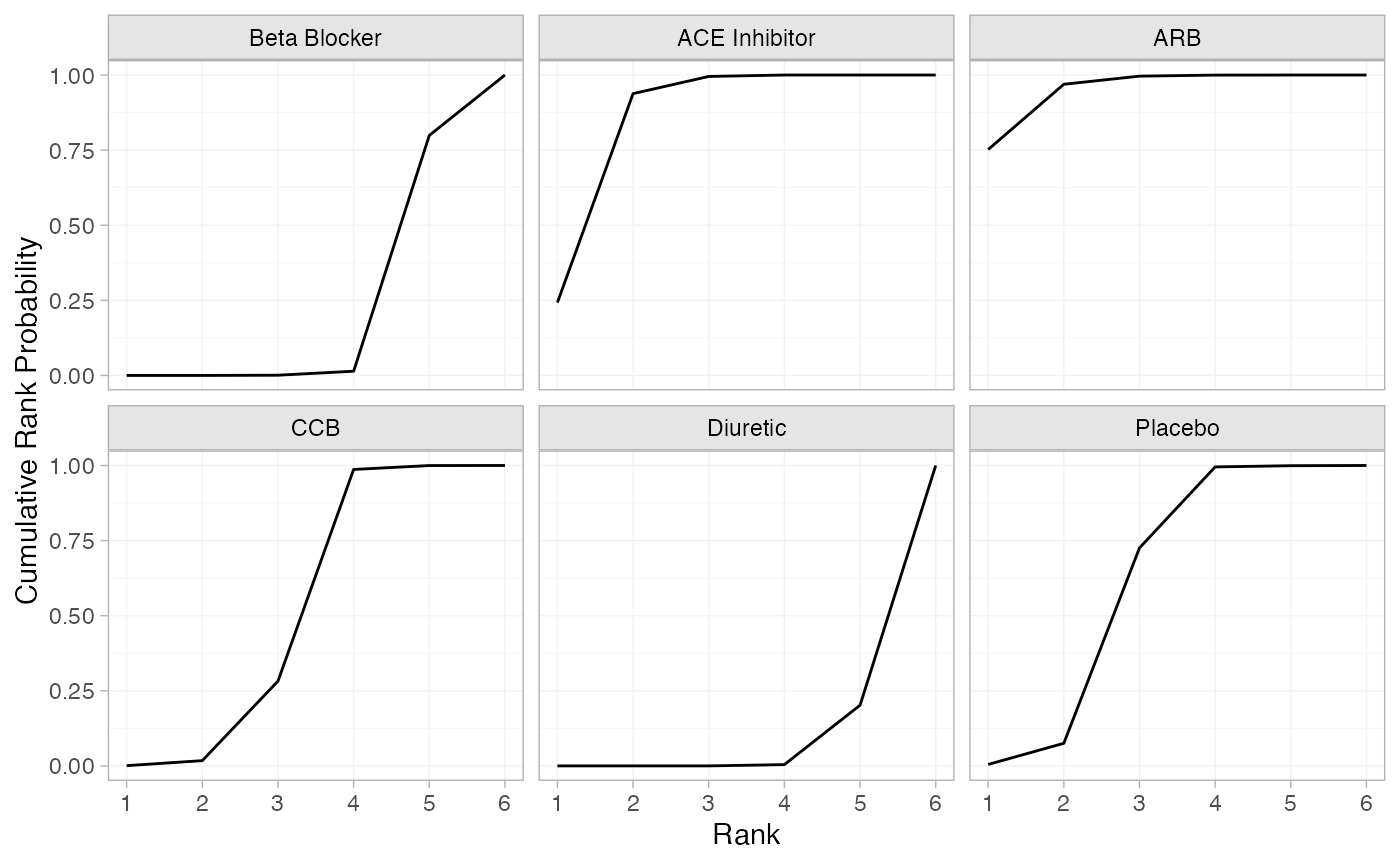 Beta Blocker ACE Inhibitor ARB
1.00
0.75
0.50
0.25
0.00
CCB Diuretic Placebo
1.00
0.75
0.50
0.25
0.00
1 2 3 4 5 6 1 2 3 4 5 6 1 2 3 4 5 6
Rank
Cumulative Rank Probability